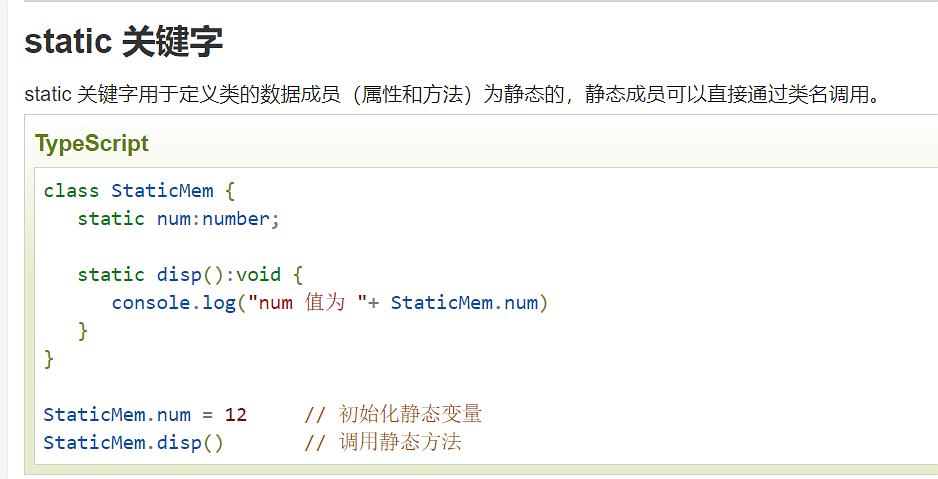 static 关键字
static 关键字用于定义类的数据成员（属性和方法）为静态的，静态成员可以直接通过类名调用。
TypeScript
class StaticMem {
   static num:number;

   static disp():void {
      console.log("num 值为 "+ StaticMem.num)
   }
}

StaticMem.num = 12     // 初始化静态变量
StaticMem.disp()       // 调用静态方法